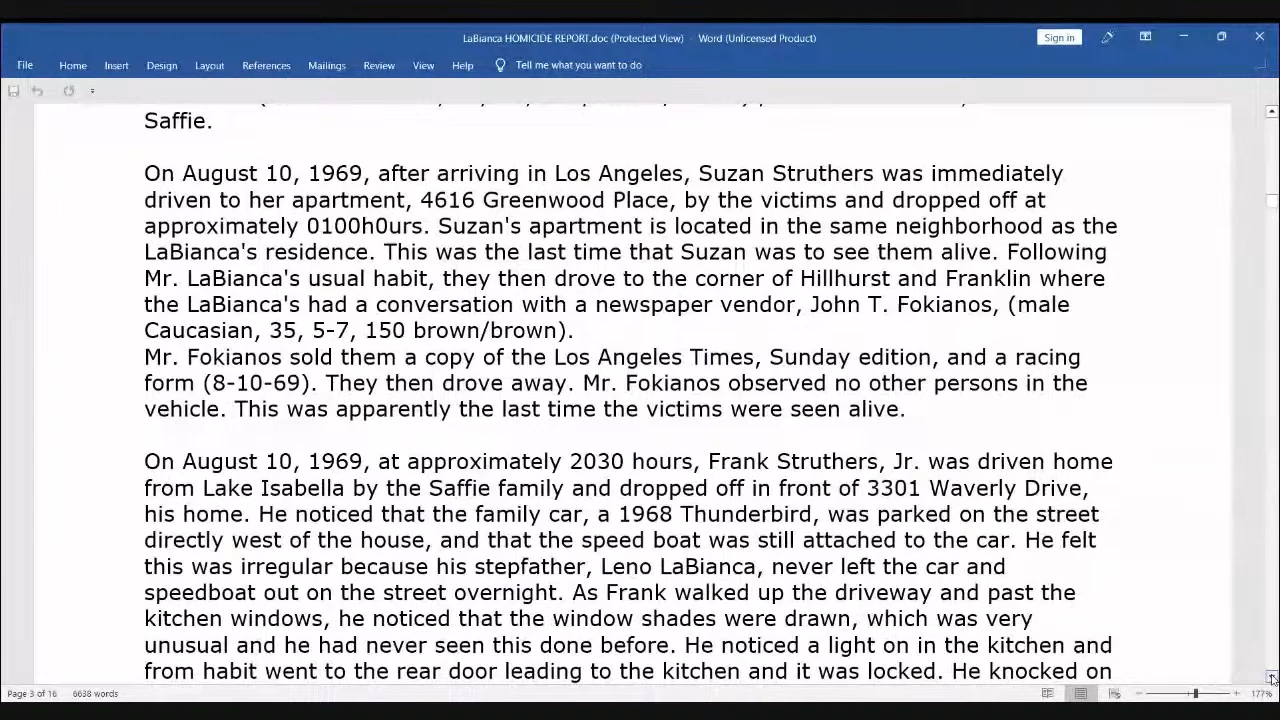 LaBianca HOMICIDE REPORT.doc (Protected View) - Word (Unlicensed Product)
Sign in
File Home Insert Design Layout References Mailings Review View Help Tell me what you want to do
Saffie.
On August 10, 1969, after arriving in Los Angeles, Suzan Struthers was immediately
driven to her apartment, 4616 Greenwood Place, by the victims and dropped off at
approximately 0100h0urs. Suzan's apartment is located in the same neighborhood as the
LaBianca's residence. This was the last time that Suzan was to see them alive. Following
Mr. LaBianca's usual habit, they then drove to the corner of Hillhurst and Franklin where
the LaBianca's had a conversation with a newspaper vendor, John T. Fokianos, (male
Caucasian, 35, 5-7, 150 brown/brown).
Mr. Fokianos sold them a copy of the Los Angeles Times, Sunday edition, and a racing
form (8-10-69). They then drove away. Mr. Fokianos observed no other persons in the
vehicle. This was apparently the last time the victims were seen alive.
On August 10, 1969, at approximately 2030 hours, Frank Struthers, Jr. was driven home
from Lake Isabella by the Saffie family and dropped off in front of 3301 Waverly Drive,
his home. He noticed that the family car, a 1968 Thunderbird, was parked on the street
directly west of the house, and that the speed boat was still attached to the car. He felt
this was irregular because his stepfather, Leno LaBianca, never left the car and
speedboat out on the street overnight. As Frank walked up the driveway and past the
kitchen windows, he noticed that the window shades were drawn, which was very
unusual and he had never seen this done before. He noticed a light on in the kitchen and
from habit went to the rear door leading to the kitchen and it was locked. He knocked on
Page 3 of 16 6638 words
177%